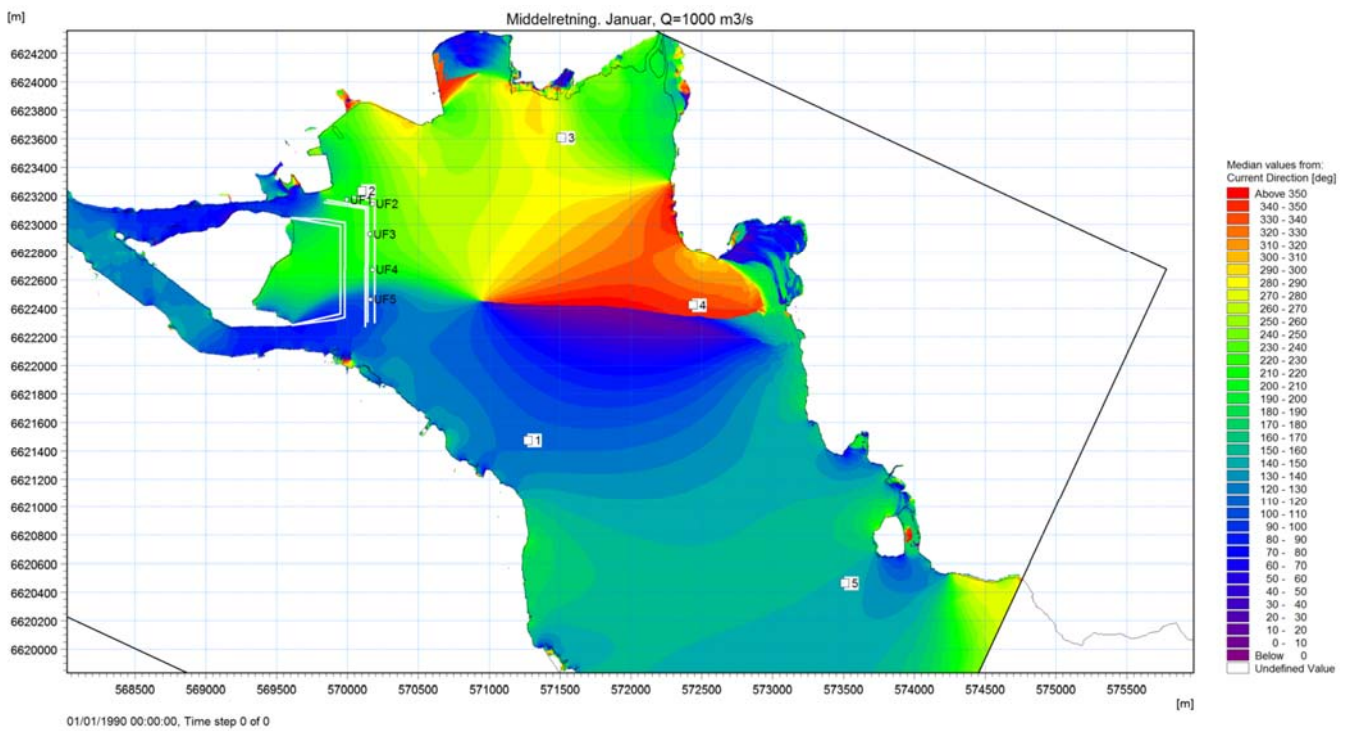 [m]
Middelretning. Januar, Q=1000 m3/s
6624200
6624000
6623800
6623600
6623400
6623200
6623000
6622800
6622600
6622400
6622200
6622000
6621800
6621600
6621400
6621200
6621000
6620800
6620600
6620400
6620200
6620000
3
2
UF1
UF2
UF3
UF4
UF5
4
1
5
568500 569000 569500 570000 570500 571000 571500 572000 572500 573000 573500 574000 574500 575000 575500
[m]
01/01/1990 00:00:00, Time step 0 of 0
Median values from:
Current Direction [deg]
Above 350
340 - 350
330 - 340
320 - 330
310 - 320
300 - 310
290 - 300
280 - 290
270 - 280
260 - 270
250 - 260
240 - 250
230 - 240
220 - 230
210 - 220
200 - 210
190 - 200
180 - 190
170 - 180
160 - 170
150 - 160
140 - 150
130 - 140
120 - 130
110 - 120
100 - 110
90 - 100
80 - 90
70 - 80
60 - 70
50 - 60
40 - 50
30 - 40
20 - 30
10 - 20
0 - 10
Below 0
Undefined Value